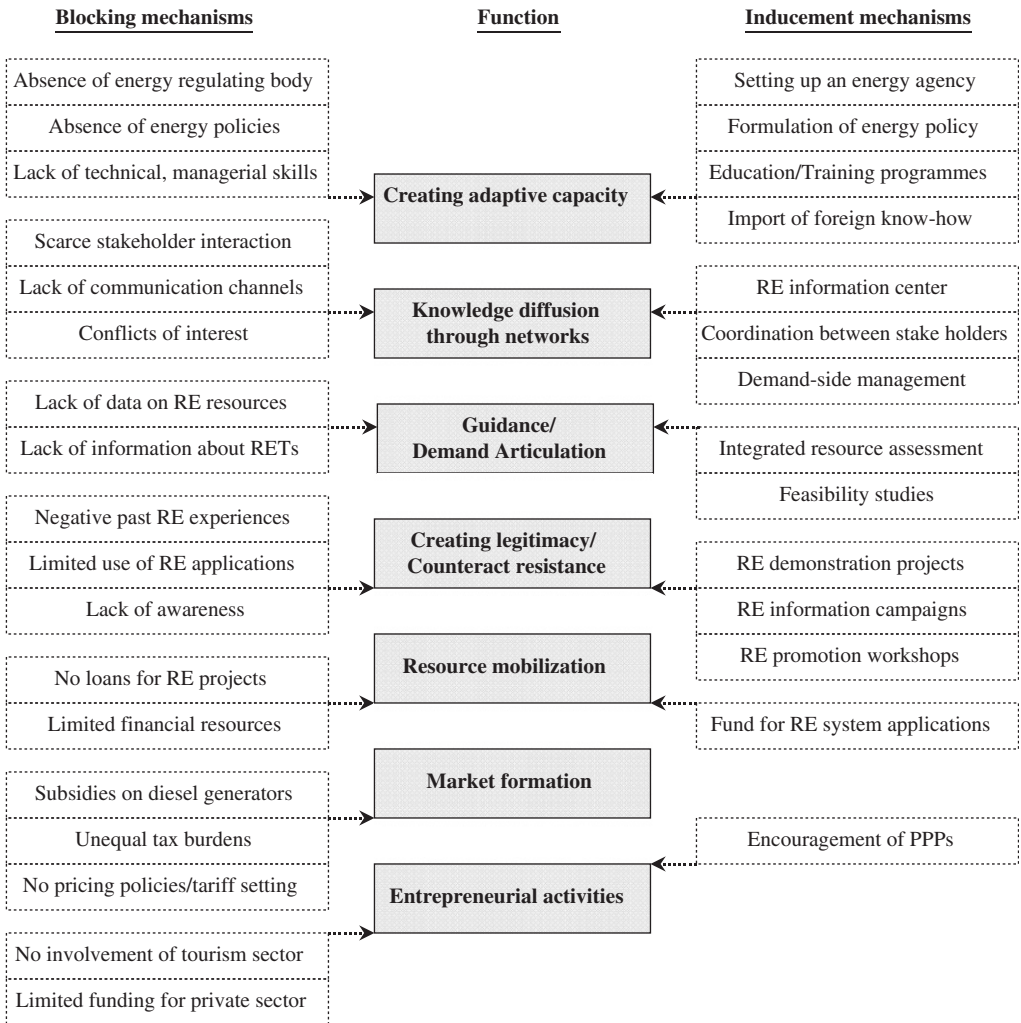 Blocking mechanisms
Function
Inducement mechanisms
Absence of energy regulating body
Absence of energy policies
Lack of technical, managerial skills
Scarce stakeholder interaction
Lack of communication channels
Conflicts of interest
Lack of data on RE resources
Lack of information about RETs
Negative past RE experiences
Limited use of RE applications
Lack of awareness
No loans for RE projects
Limited financial resources
Subsidies on diesel generators
Unequal tax burdens
No pricing policies/tariff setting
No involvement of tourism sector
Limited funding for private sector
Creating adaptive capacity
Knowledge diffusion
through networks
Guidance/
Demand Articulation
Creating legitimacy/
Counteract resistance
Resource mobilization
Market formation
Entrepreneurial activities
Setting up an energy agency
Formulation of energy policy
Education/Training programmes
Import of foreign know-how
RE information center
Coordination between stake holders
Demand-side management
Integrated resource assessment
Feasibility studies
RE demonstration projects
RE information campaigns
RE promotion workshops
Fund for RE system applications
Encouragement of PPPs